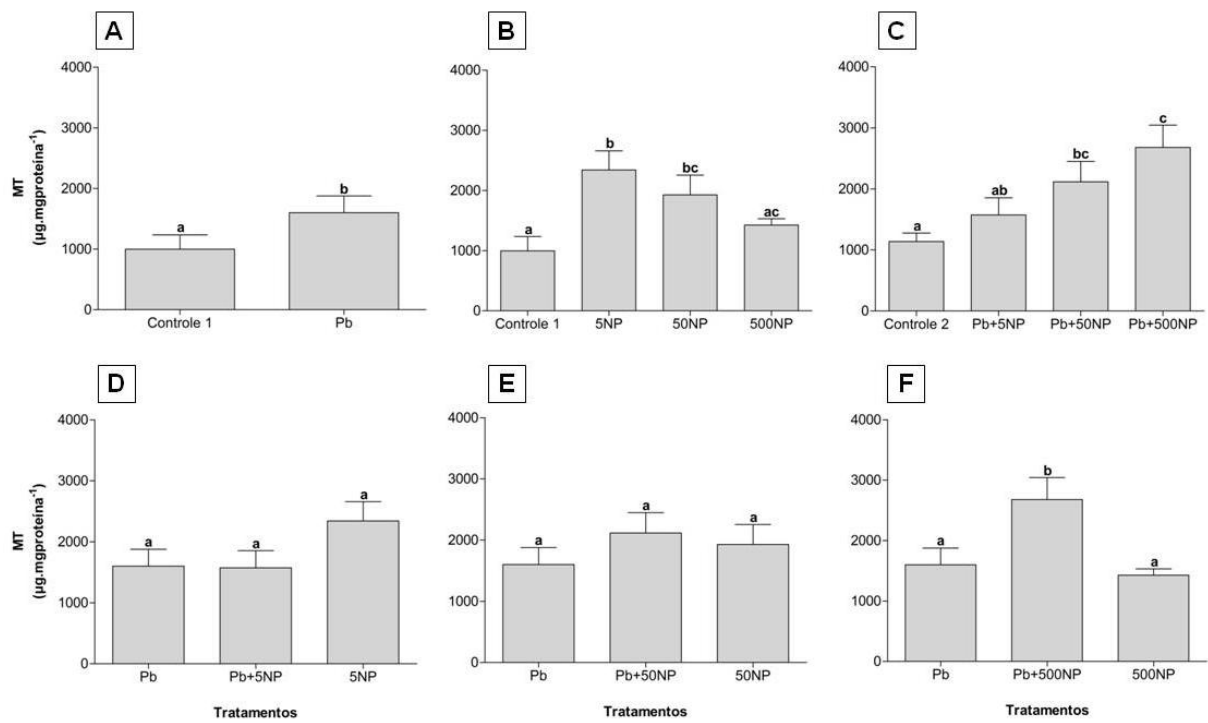 A
4000
3000
2000
1000
0
MT
(µg.mgproteína⁻¹)
a
b
Controle 1
Pb
B
4000
3000
2000
1000
0
a
b
bc
ac
Controle 1
5NP
50NP
500NP
C
4000
3000
2000
1000
0
a
ab
bc
c
Controle 2
Pb+5NP
Pb+50NP
Pb+500NP
D
4000
3000
2000
1000
0
MT
(µg.mgproteína⁻¹)
a
a
a
Pb
Pb+5NP
5NP
Tratamentos
E
4000
3000
2000
1000
0
a
a
a
Pb
Pb+50NP
50NP
Tratamentos
F
4000
3000
2000
1000
0
a
b
a
Pb
Pb+500NP
500NP
Tratamentos